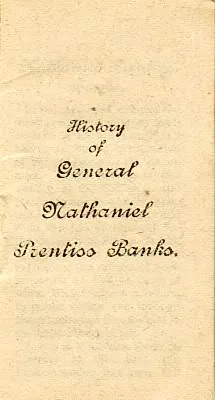 History
of
General
Nathaniel
Prentiss Banks.